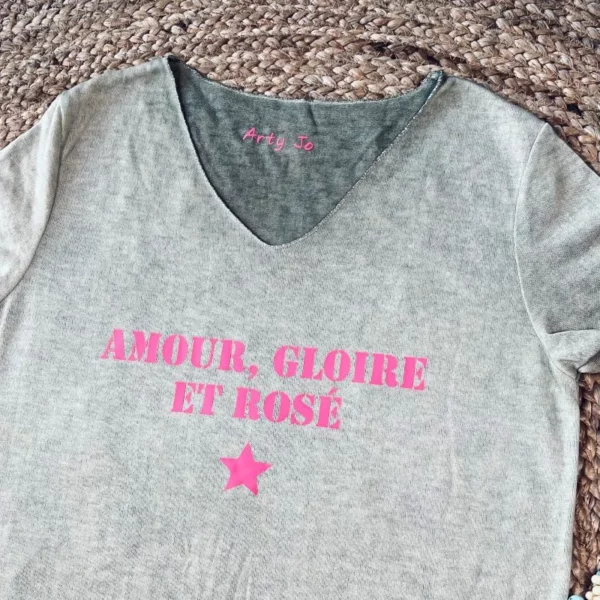 Arty Jo
AMOUR, GLOIRE
ET ROSÉ